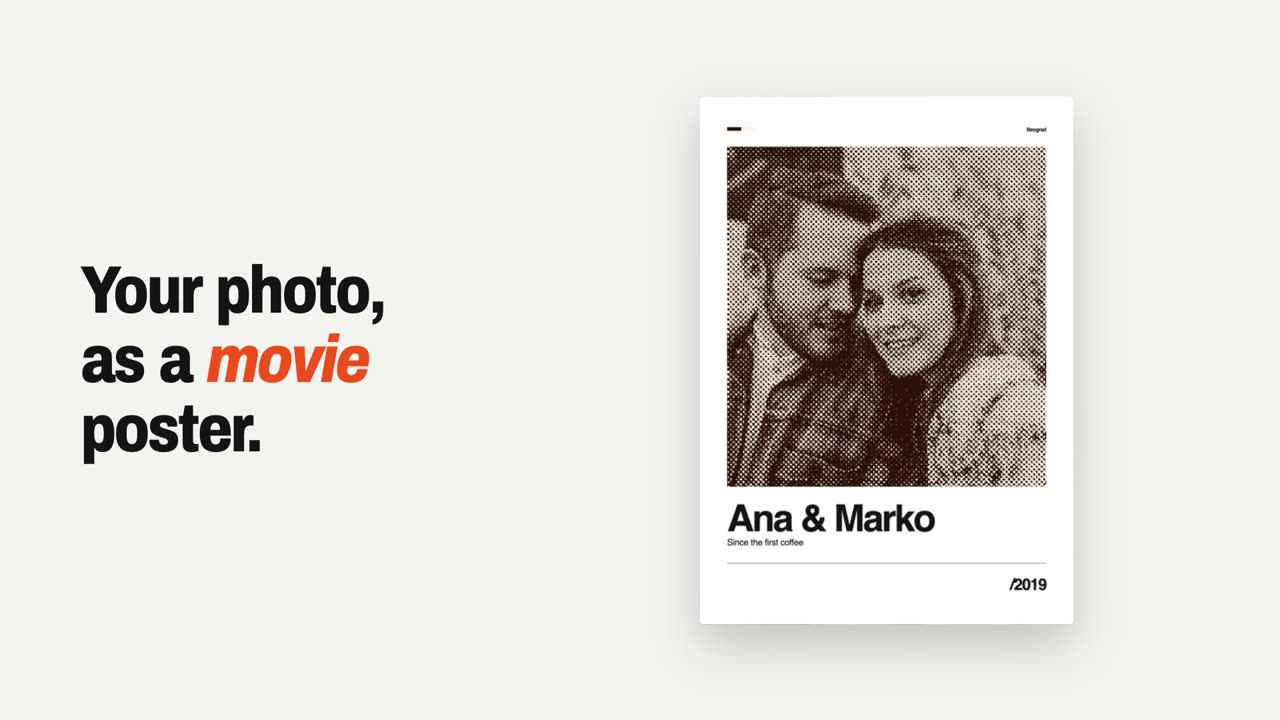 Your photo,
as a movie
poster.
Beograd
Ana & Marko
Since the first coffee
/2019